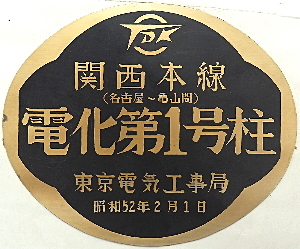 関西本線
(名古屋～亀山間)
電化第1号柱
東京電気工事局
昭和52年2月1日